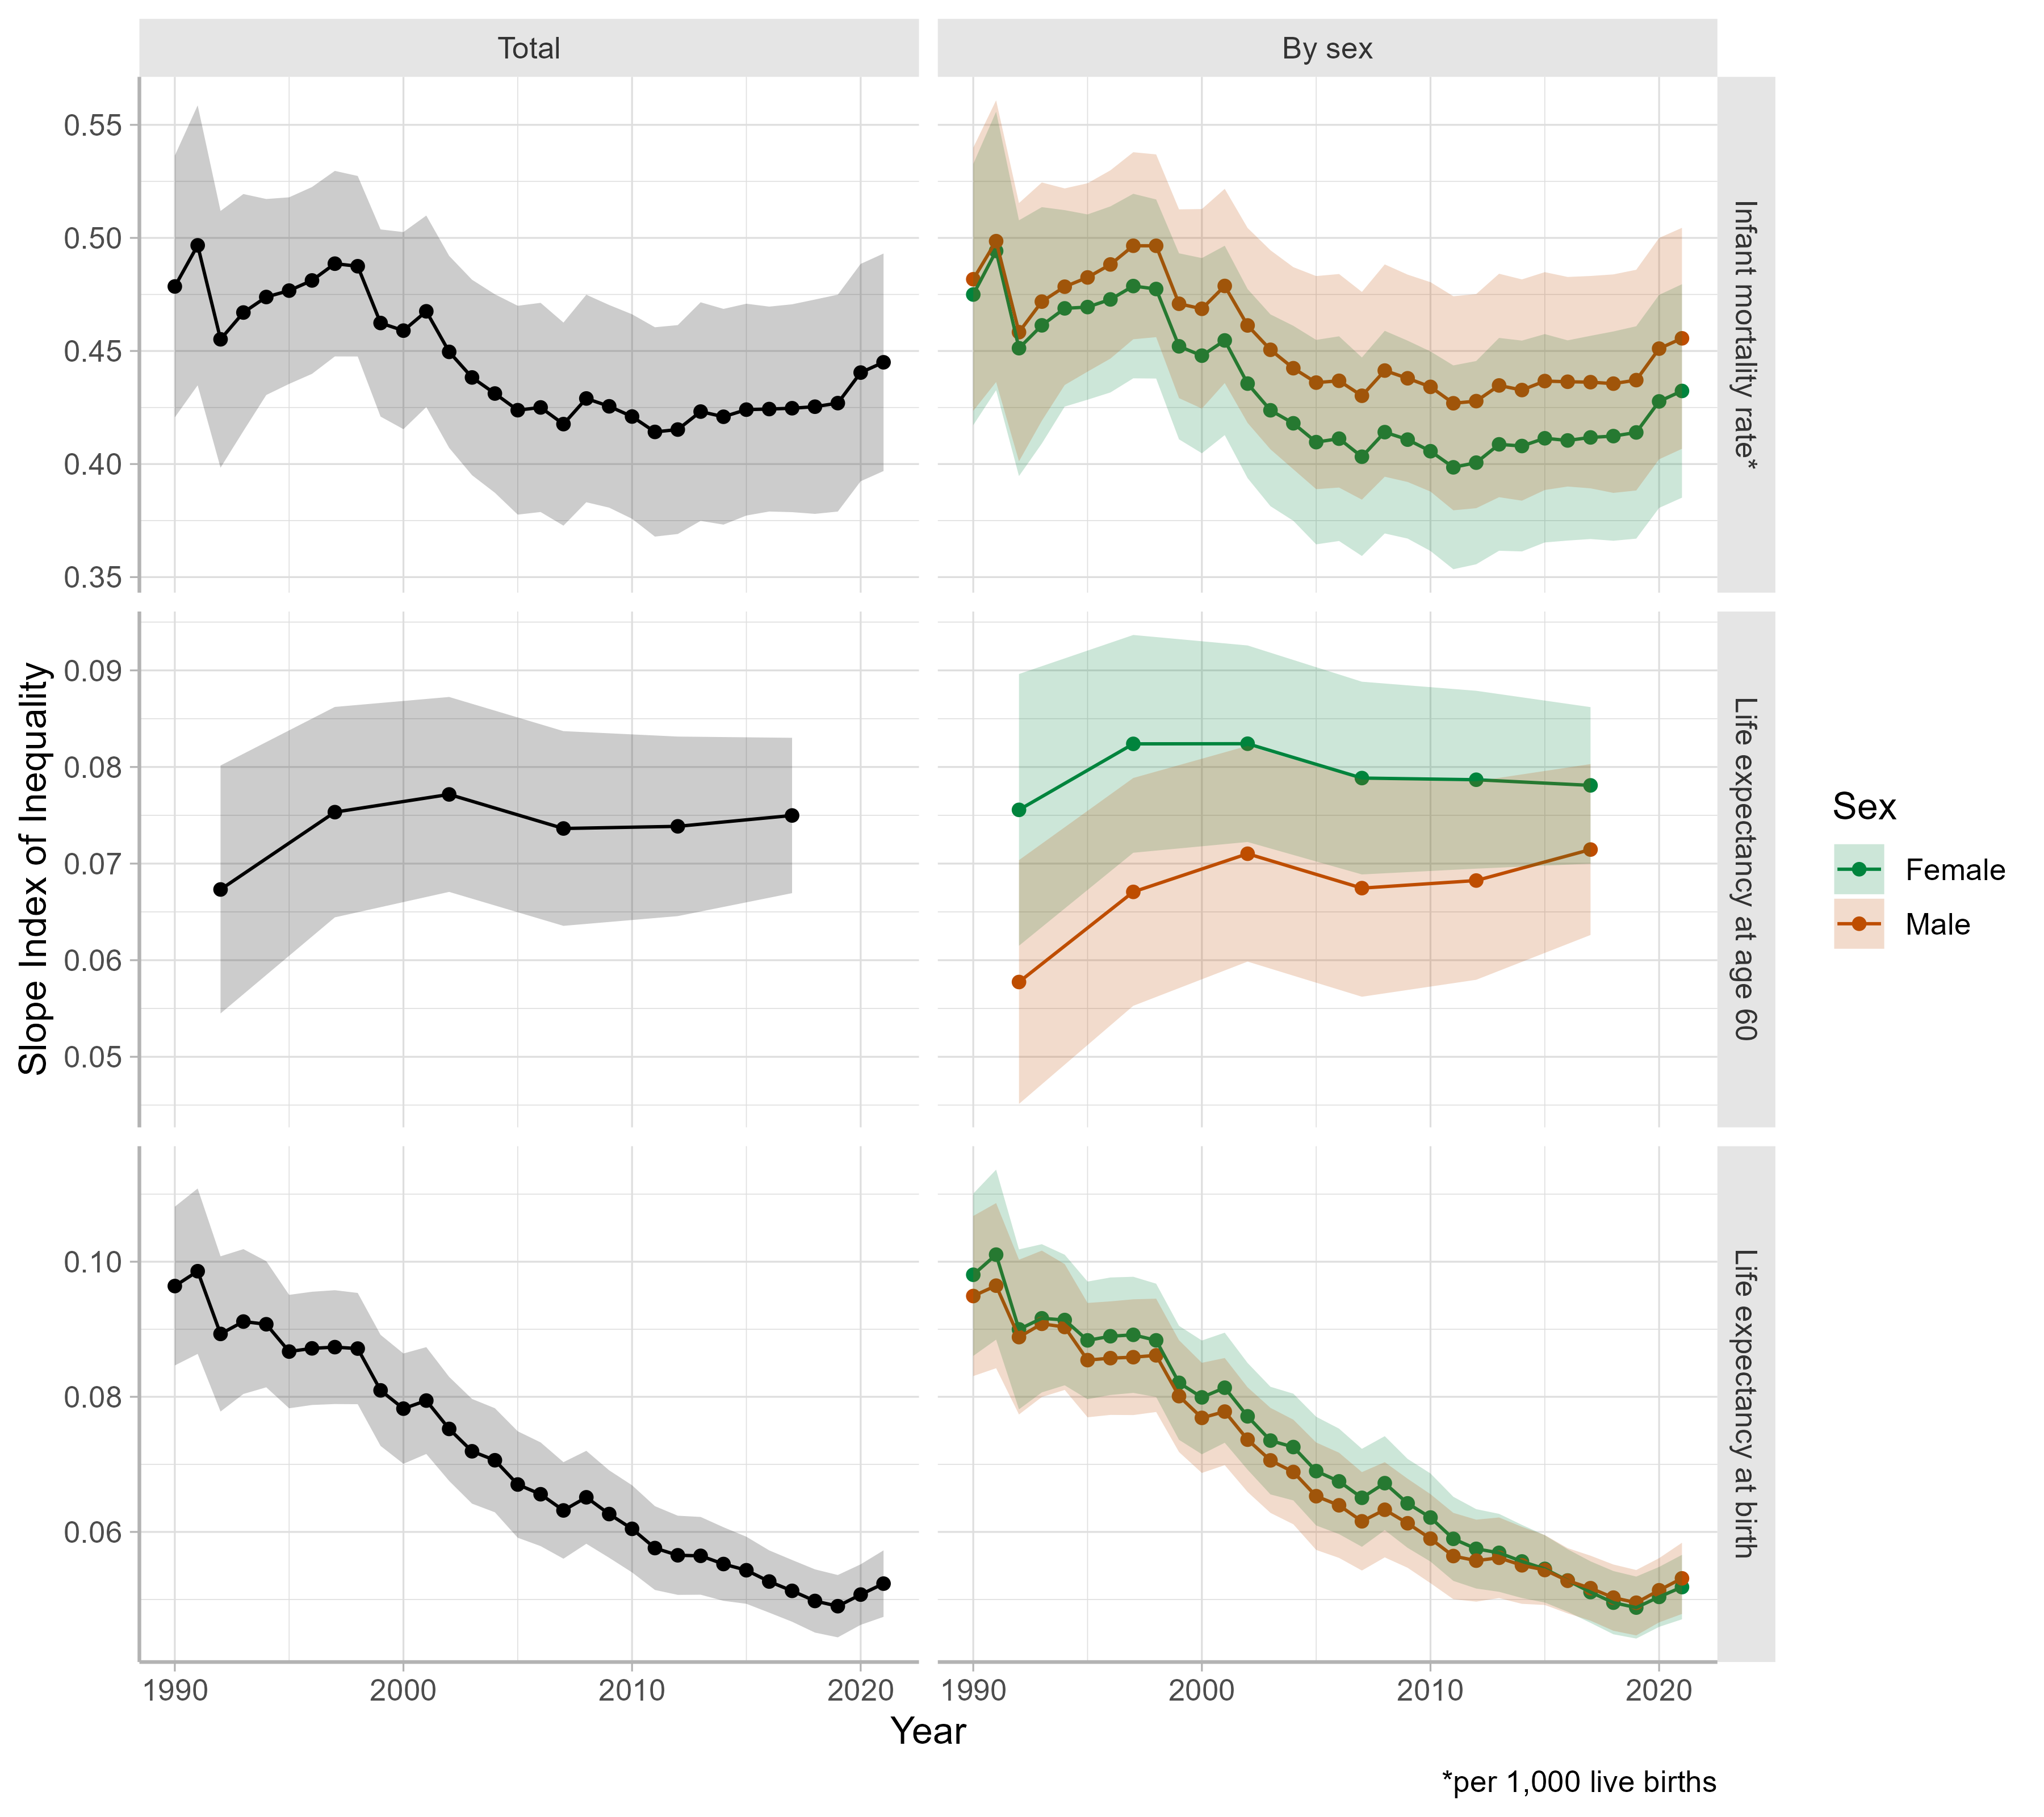 Total
By sex
0.55
0.50
0.45
0.40
0.35
Infant mortality rate*
Slope Index of Inequality
0.09
0.08
0.07
0.06
0.05
Life expectancy at age 60
Sex
Female
Male
0.10
0.08
0.06
Life expectancy at birth
1990 2000 2010 2020 1990 2000 2010 2020
Year
*per 1,000 live births